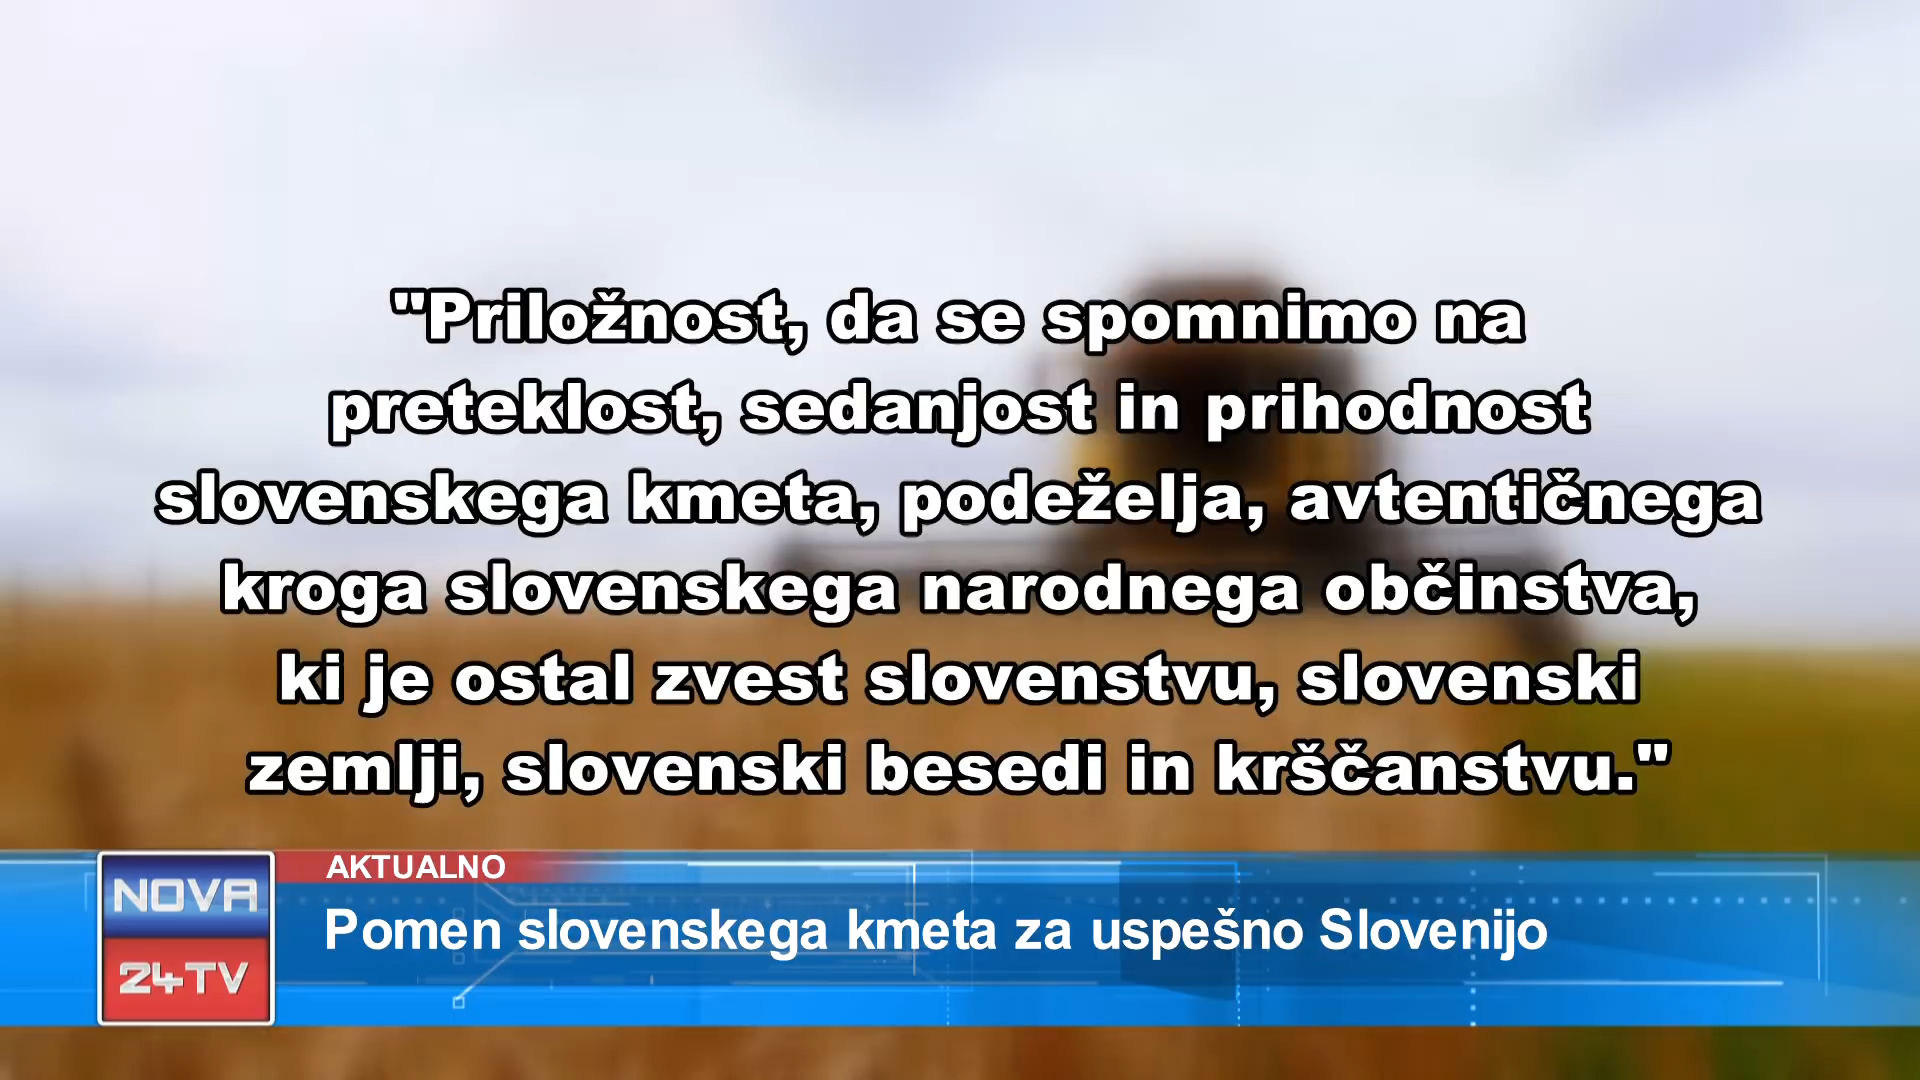 "Priložnost, da se spomnimo na
preteklost, sedanjost in prihodnost
slovenskega kmeta, podeželja, avtentičnega
kroga slovenskega narodnega občinstva,
ki je ostal zvest slovenstvu, slovenski
zemlji, slovenski besedi in krščanstvu."
AKTUALNO
NOVA
24TV
Pomen slovenskega kmeta za uspešno Slovenijo